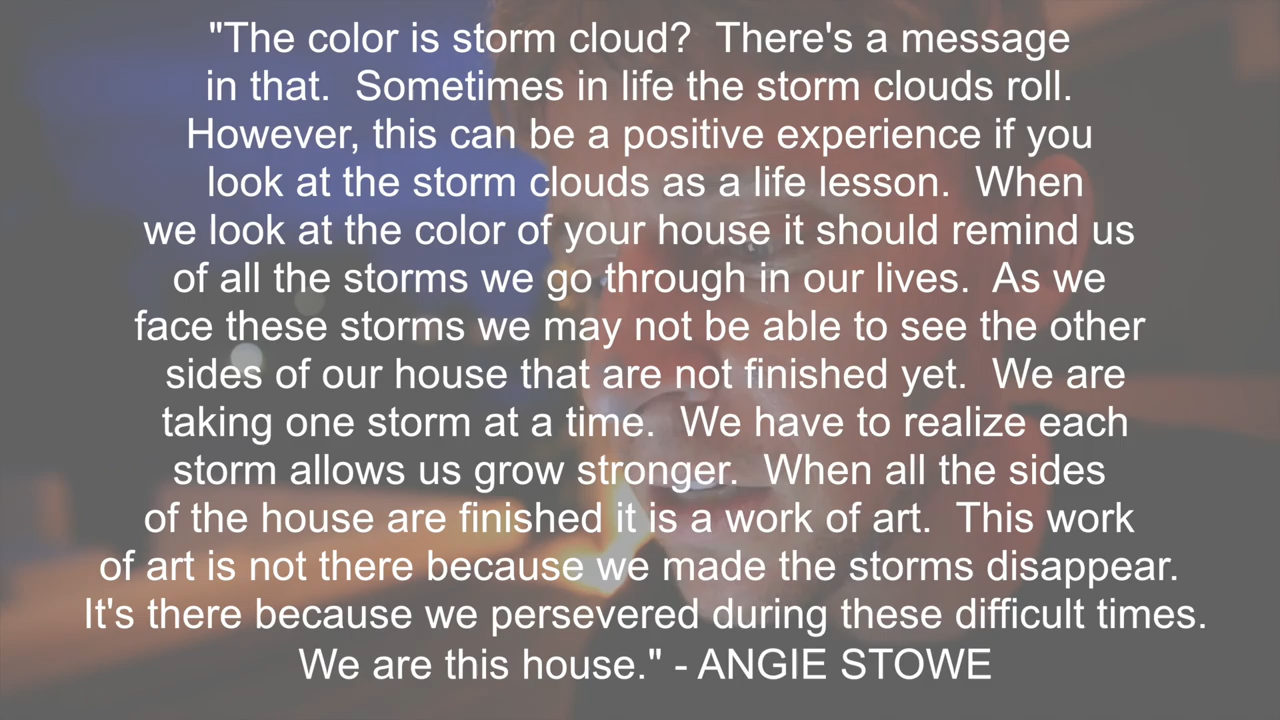 "The color is storm cloud?  There's a message
in that.  Sometimes in life the storm clouds roll.
However, this can be a positive experience if you
look at the storm clouds as a life lesson.  When
we look at the color of your house it should remind us
of all the storms we go through in our lives.  As we
face these storms we may not be able to see the other
sides of our house that are not finished yet.  We are
taking one storm at a time.  We have to realize each
storm allows us grow stronger.  When all the sides
of the house are finished it is a work of art.  This work
of art is not there because we made the storms disappear.
It's there because we persevered during these difficult times.
We are this house." - ANGIE STOWE